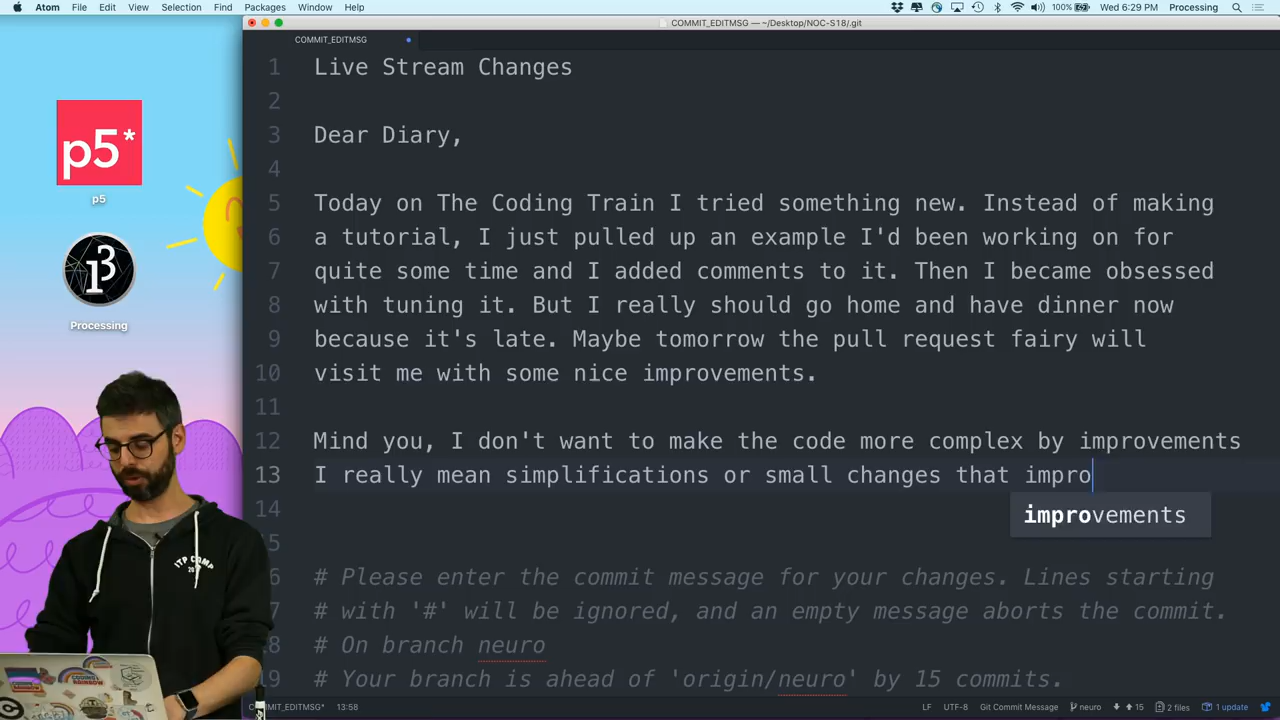 Atom File Edit View Selection Find Packages Window Help 100% Wed 6:29 PM Processing
COMMIT_EDITMSG — ~/Desktop/NOC-S18/.git
COMMIT_EDITMSG
p5*
p5
Processing
1 Live Stream Changes
2
3 Dear Diary,
4
5 Today on The Coding Train I tried something new. Instead of making
6 a tutorial, I just pulled up an example I'd been working on for
7 quite some time and I added comments to it. Then I became obsessed
8 with tuning it. But I really should go home and have dinner now
9 because it's late. Maybe tomorrow the pull request fairy will
10 visit me with some nice improvements.
11
12 Mind you, I don't want to make the code more complex by improvements
13 I really mean simplifications or small changes that impro
14
improvements
15
6 # Please enter the commit message for your changes. Lines starting
7 # with '#' will be ignored, and an empty message aborts the commit.
18 # On branch neuro
19 # Your branch is ahead of 'origin/neuro' by 15 commits.
ITP CAMP
COMMIT_EDITMSG* 13:58 LF UTF-8 Git Commit Message neuro 15 2 files 1 update